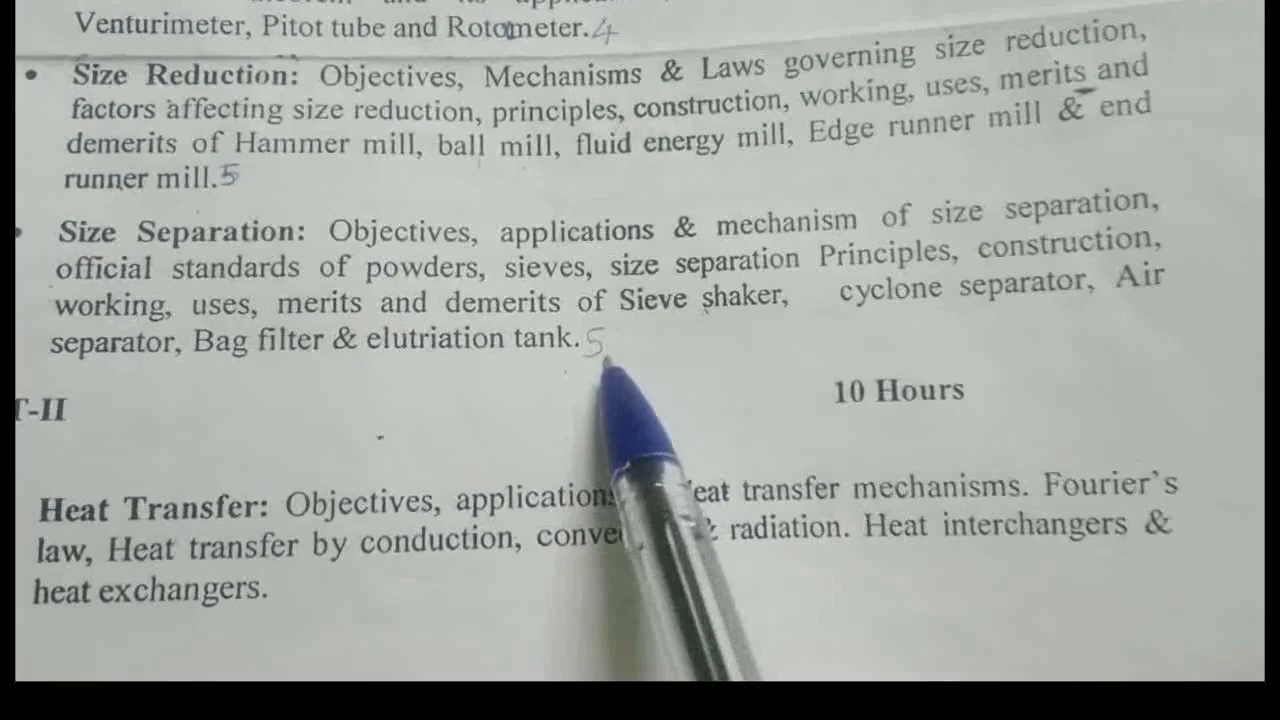 Venturimeter, Pitot tube and Rotometer. 4
• Size Reduction: Objectives, Mechanisms & Laws governing size reduction,
factors affecting size reduction, principles, construction, working, uses, merits and
demerits of Hammer mill, ball mill, fluid energy mill, Edge runner mill & end
runner mill. 5
• Size Separation: Objectives, applications & mechanism of size separation,
official standards of powders, sieves, size separation Principles, construction,
working, uses, merits and demerits of Sieve shaker, cyclone separator, Air
separator, Bag filter & elutriation tank. 5
T-II 10 Hours
Heat Transfer: Objectives, applications eat transfer mechanisms. Fourier's
law, Heat transfer by conduction, conve & radiation. Heat interchangers &
heat exchangers.